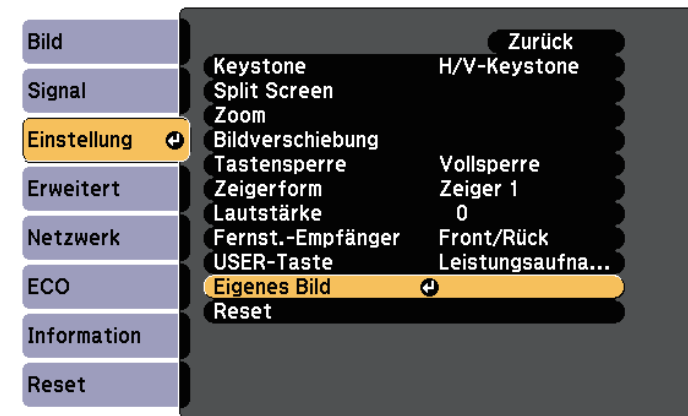 Bild
Signal
Einstellung
Erweitert
Netzwerk
ECO
Information
Reset
Zurück
Keystone H/V-Keystone
Split Screen
Zoom
Bildverschiebung
Tastensperre Vollsperre
Zeigerform Zeiger 1
Lautstärke 0
Fernst.-Empfänger Front/Rück
USER-Taste Leistungsaufna...
Eigenes Bild
Reset